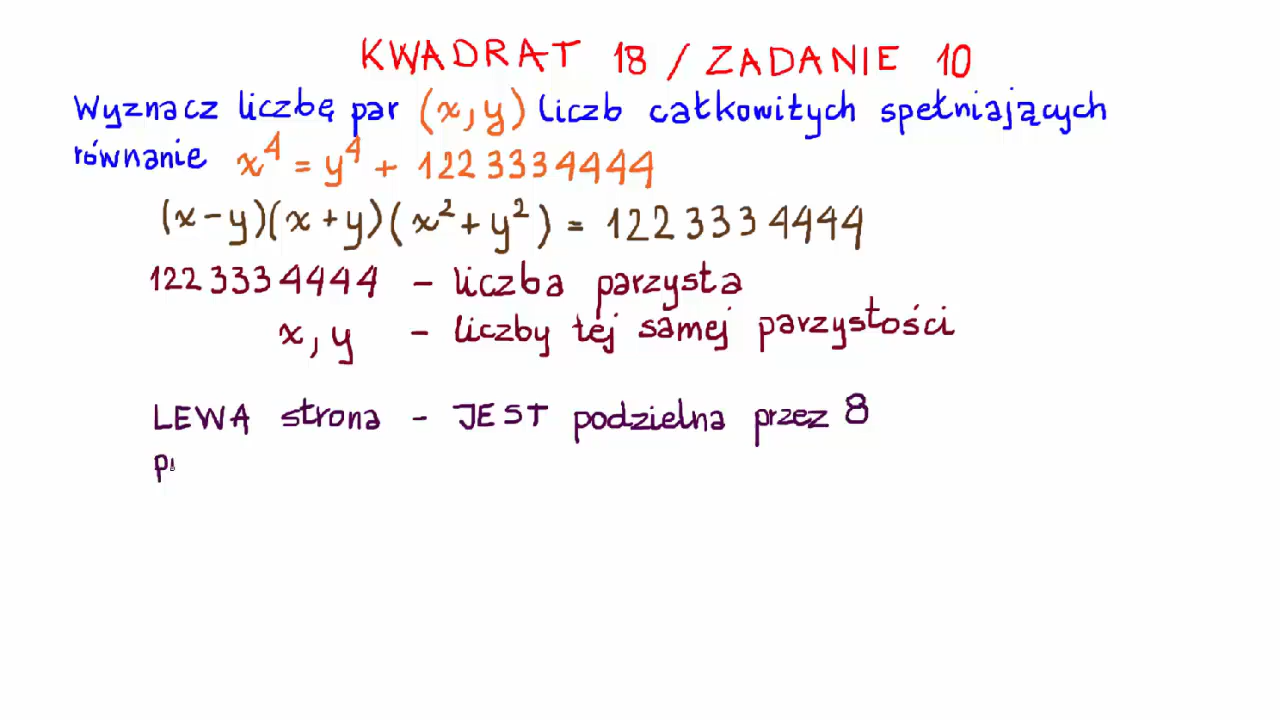 KWADRAT 18 / ZADANIE 10
Wyznacz liczbę par (x, y) liczb całkowitych spełniających
równanie x⁴ = y⁴ + 1223334444
(x - y)(x + y)(x² + y²) = 1223334444
1223334444 - liczba parzysta
x, y - liczby tej samej parzystości
LEWA strona - JEST podzielna przez 8